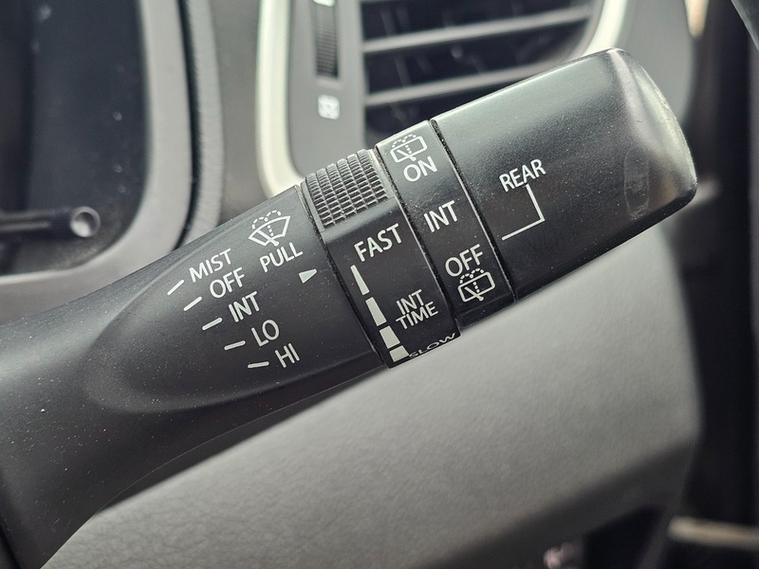 MIST
OFF
INT
LO
HI
PULL
FAST
INT
TIME
SLOW
ON
INT
OFF
REAR